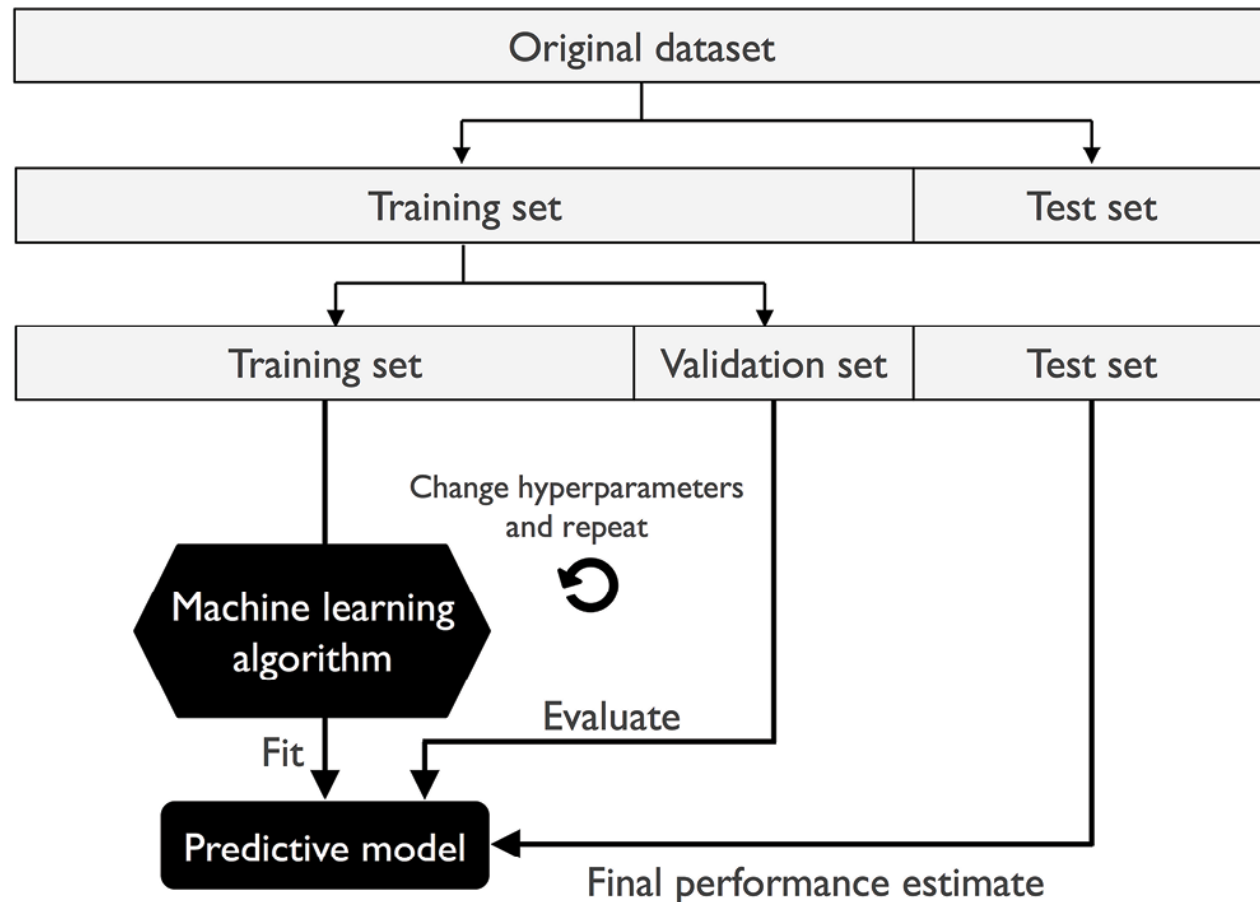 Original dataset
Training set
Test set
Training set
Validation set
Test set
Change hyperparameters
and repeat
Machine learning
algorithm
Evaluate
Fit
Predictive model
Final performance estimate